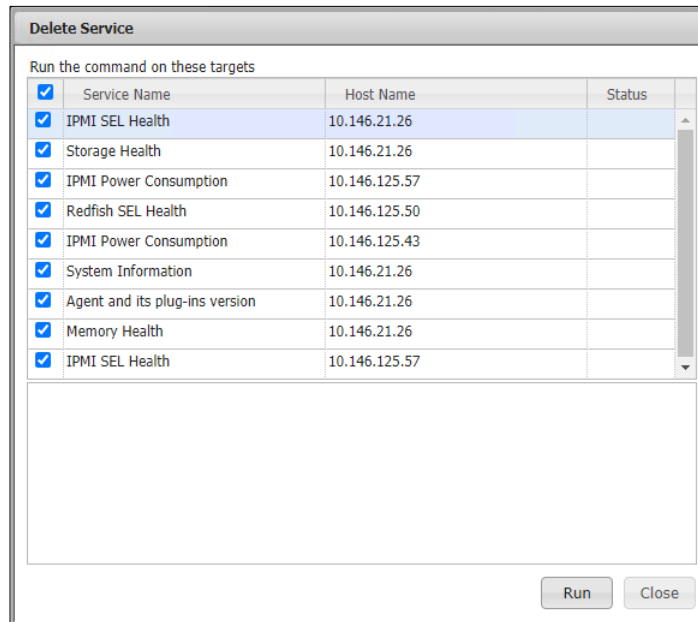 Delete Service
Run the command on these targets
Service Name Host Name Status
IPMI SEL Health 10.146.21.26
Storage Health 10.146.21.26
IPMI Power Consumption 10.146.125.57
Redfish SEL Health 10.146.125.50
IPMI Power Consumption 10.146.125.43
System Information 10.146.21.26
Agent and its plug-ins version 10.146.21.26
Memory Health 10.146.21.26
IPMI SEL Health 10.146.125.57
Run Close